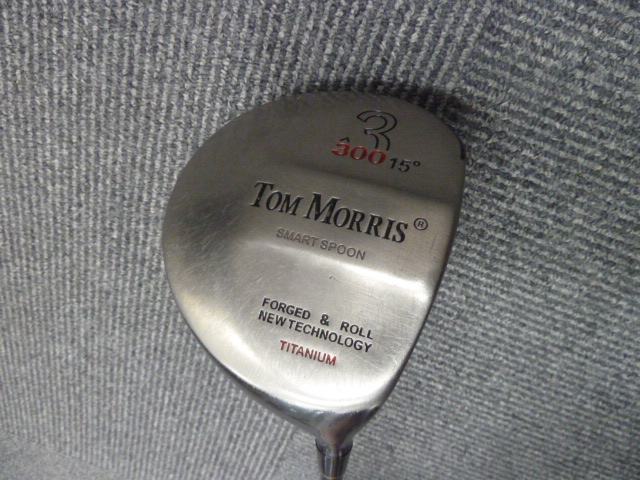 3
300 15°
TOM MORRIS ®
SMART SPOON
FORGED & ROLL
NEW TECHNOLOGY
TITANIUM